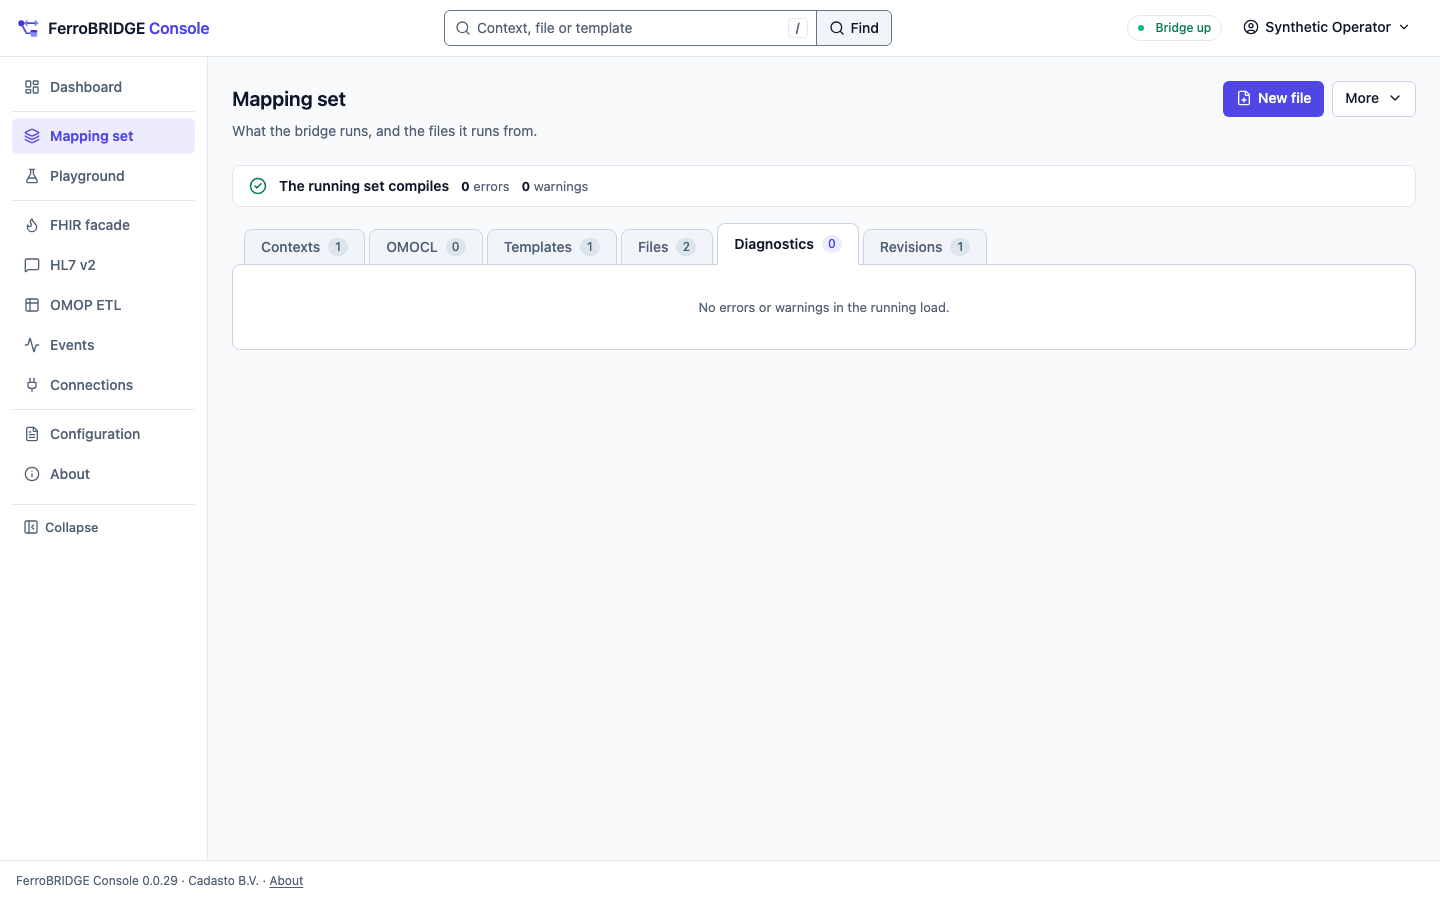 FerroBRIDGE Console
Context, file or template
/
Find
Bridge up
Synthetic Operator
Dashboard
Mapping set
Playground
FHIR facade
HL7 v2
OMOP ETL
Events
Connections
Configuration
About
Collapse
Mapping set
What the bridge runs, and the files it runs from.
New file
More
The running set compiles 0 errors 0 warnings
Contexts 1
OMOCL 0
Templates 1
Files 2
Diagnostics 0
Revisions 1
No errors or warnings in the running load.
FerroBRIDGE Console 0.0.29 · Cadasto B.V. · About